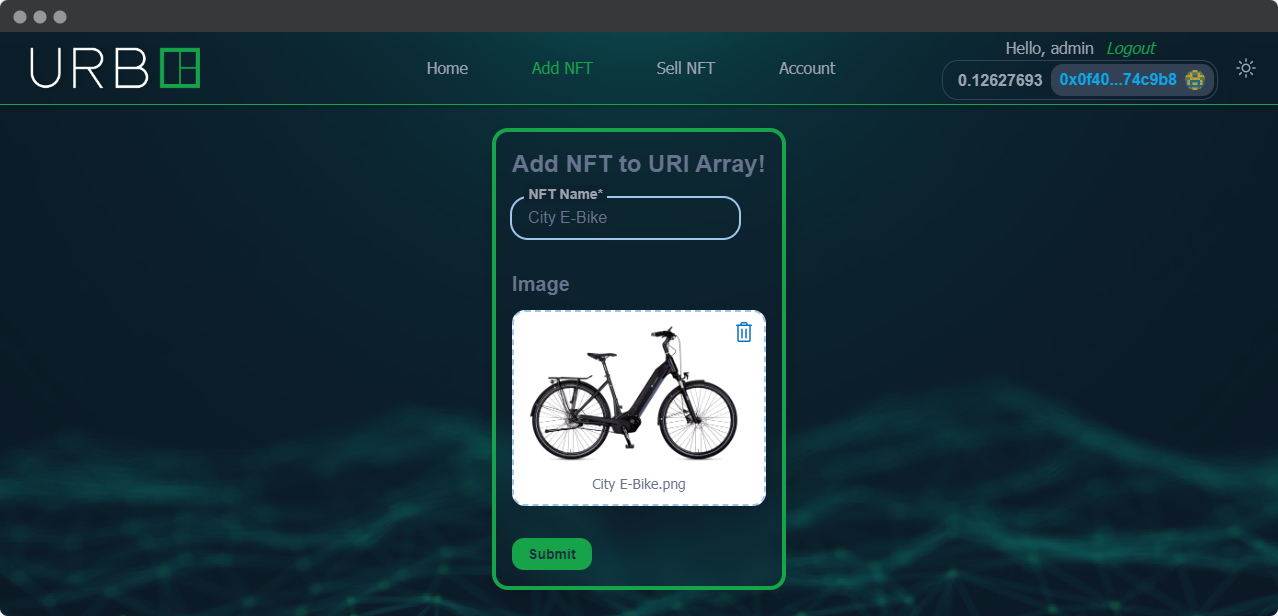 URB
Home Add NFT Sell NFT Account
Hello, admin Logout
0.12627693 0x0f40...74c9b8
Add NFT to URI Array!
NFT Name*
City E-Bike
Image
City E-Bike.png
Submit